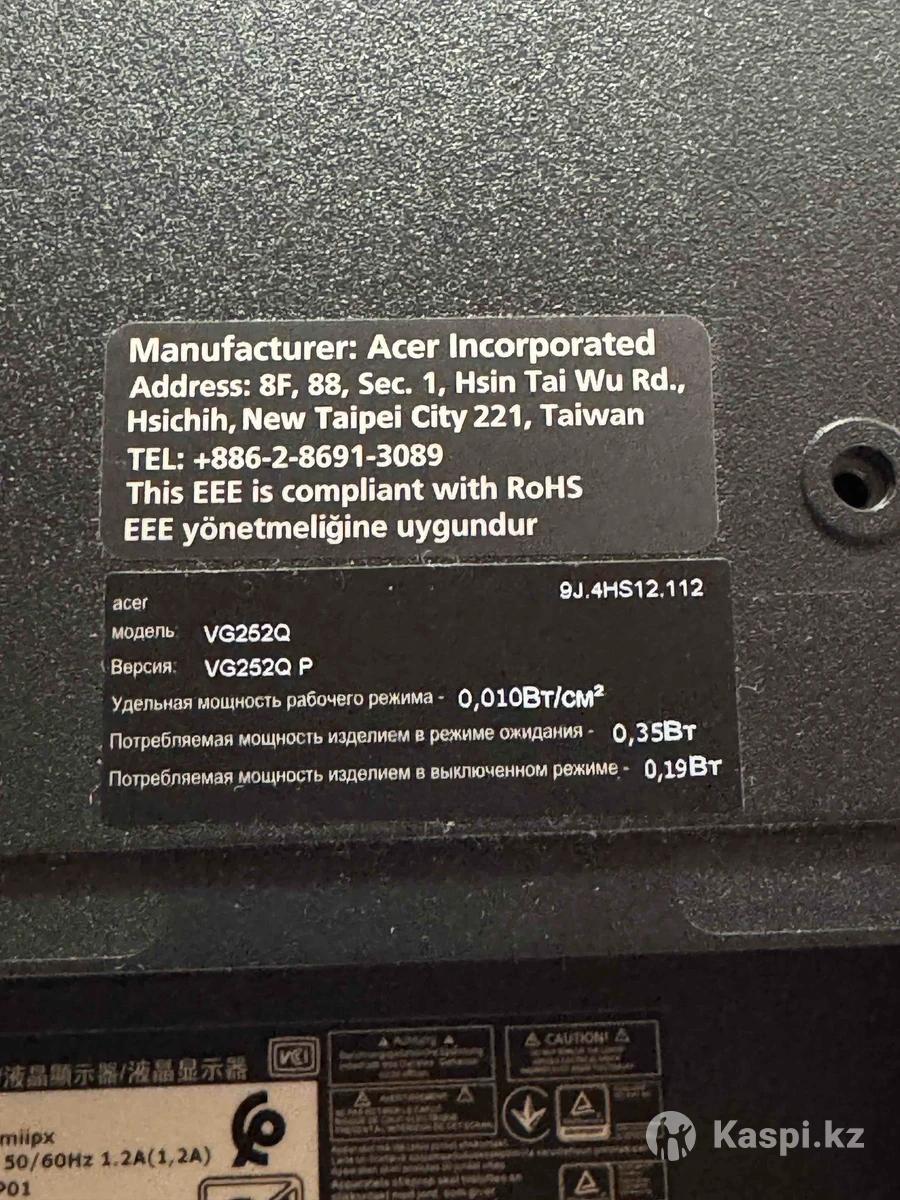 Manufacturer: Acer Incorporated
Address: 8F, 88, Sec. 1, Hsin Tai Wu Rd.,
Hsichih, New Taipei City 221, Taiwan
TEL: +886-2-8691-3089
This EEE is compliant with RoHS
EEE yönetmeliğine uygundur
9J.4HS12.112
acer
модель: VG252Q
Версия: VG252Q P
Удельная мощность рабочего режима - 0,010Вт/см²
Потребляемая мощность изделием в режиме ожидания - 0,35Вт
Потребляемая мощность изделием в выключенном режиме - 0,19Вт
/液晶顯示器/液晶显示器
VCI
Achtung
CAUTION!
miipx
50/60Hz 1.2A(1,2A)
P01
Kaspi.kz